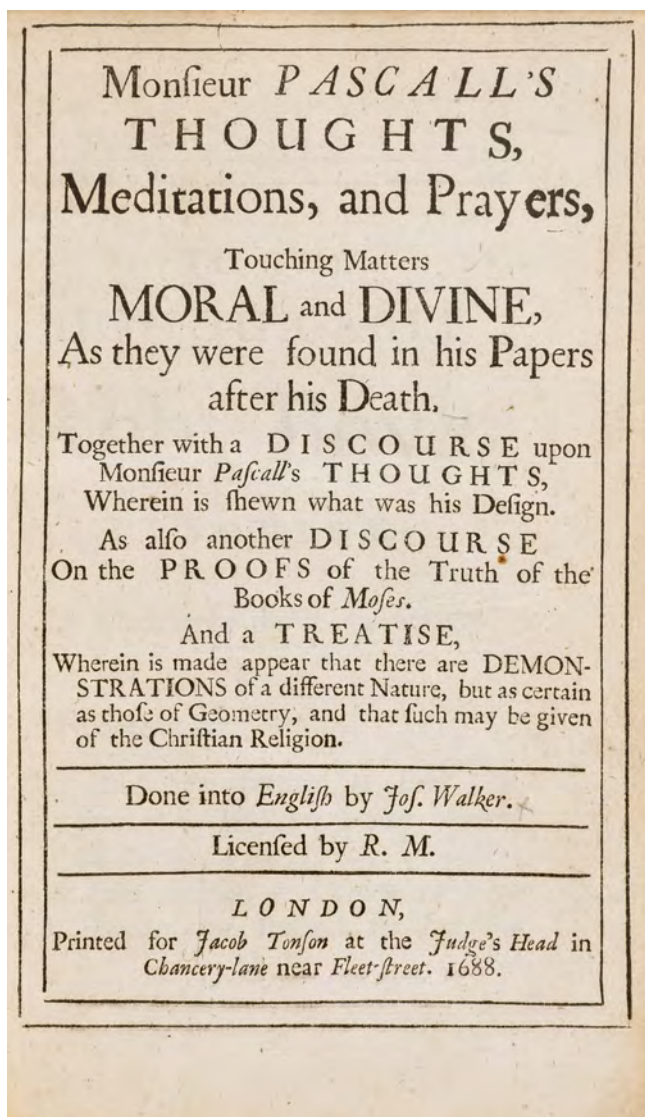 Monſieur PASCALL'S
THOUGHTS,
Meditations, and Prayers,
Touching Matters
MORAL and DIVINE,
As they were found in his Papers
after his Death.
Together with a DISCOURSE upon
Monſieur Paſcall's THOUGHTS,
Wherein is ſhewn what was his Deſign.
As alſo another DISCOURSE
On the PROOFS of the Truth of the
Books of Moſes.
And a TREATISE,
Wherein is made appear that there are DEMON-
STRATIONS of a different Nature, but as certain
as thoſe of Geometry, and that ſuch may be given
of the Chriſtian Religion.
Done into Engliſh by Joſ. Walker.
Licenſed by R. M.
LONDON,
Printed for Jacob Tonſon at the Judge's Head in
Chancery-lane near Fleet-ſtreet. 1688.